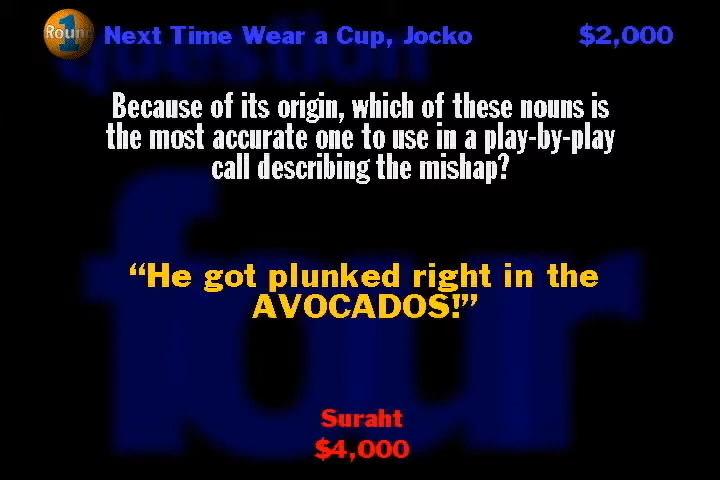 Round 1 Next Time Wear a Cup, Jocko $2,000
question
Because of its origin, which of these nouns is
the most accurate one to use in a play-by-play
call describing the mishap?
four
“He got plunked right in the
AVOCADOS!”
Suraht
$4,000